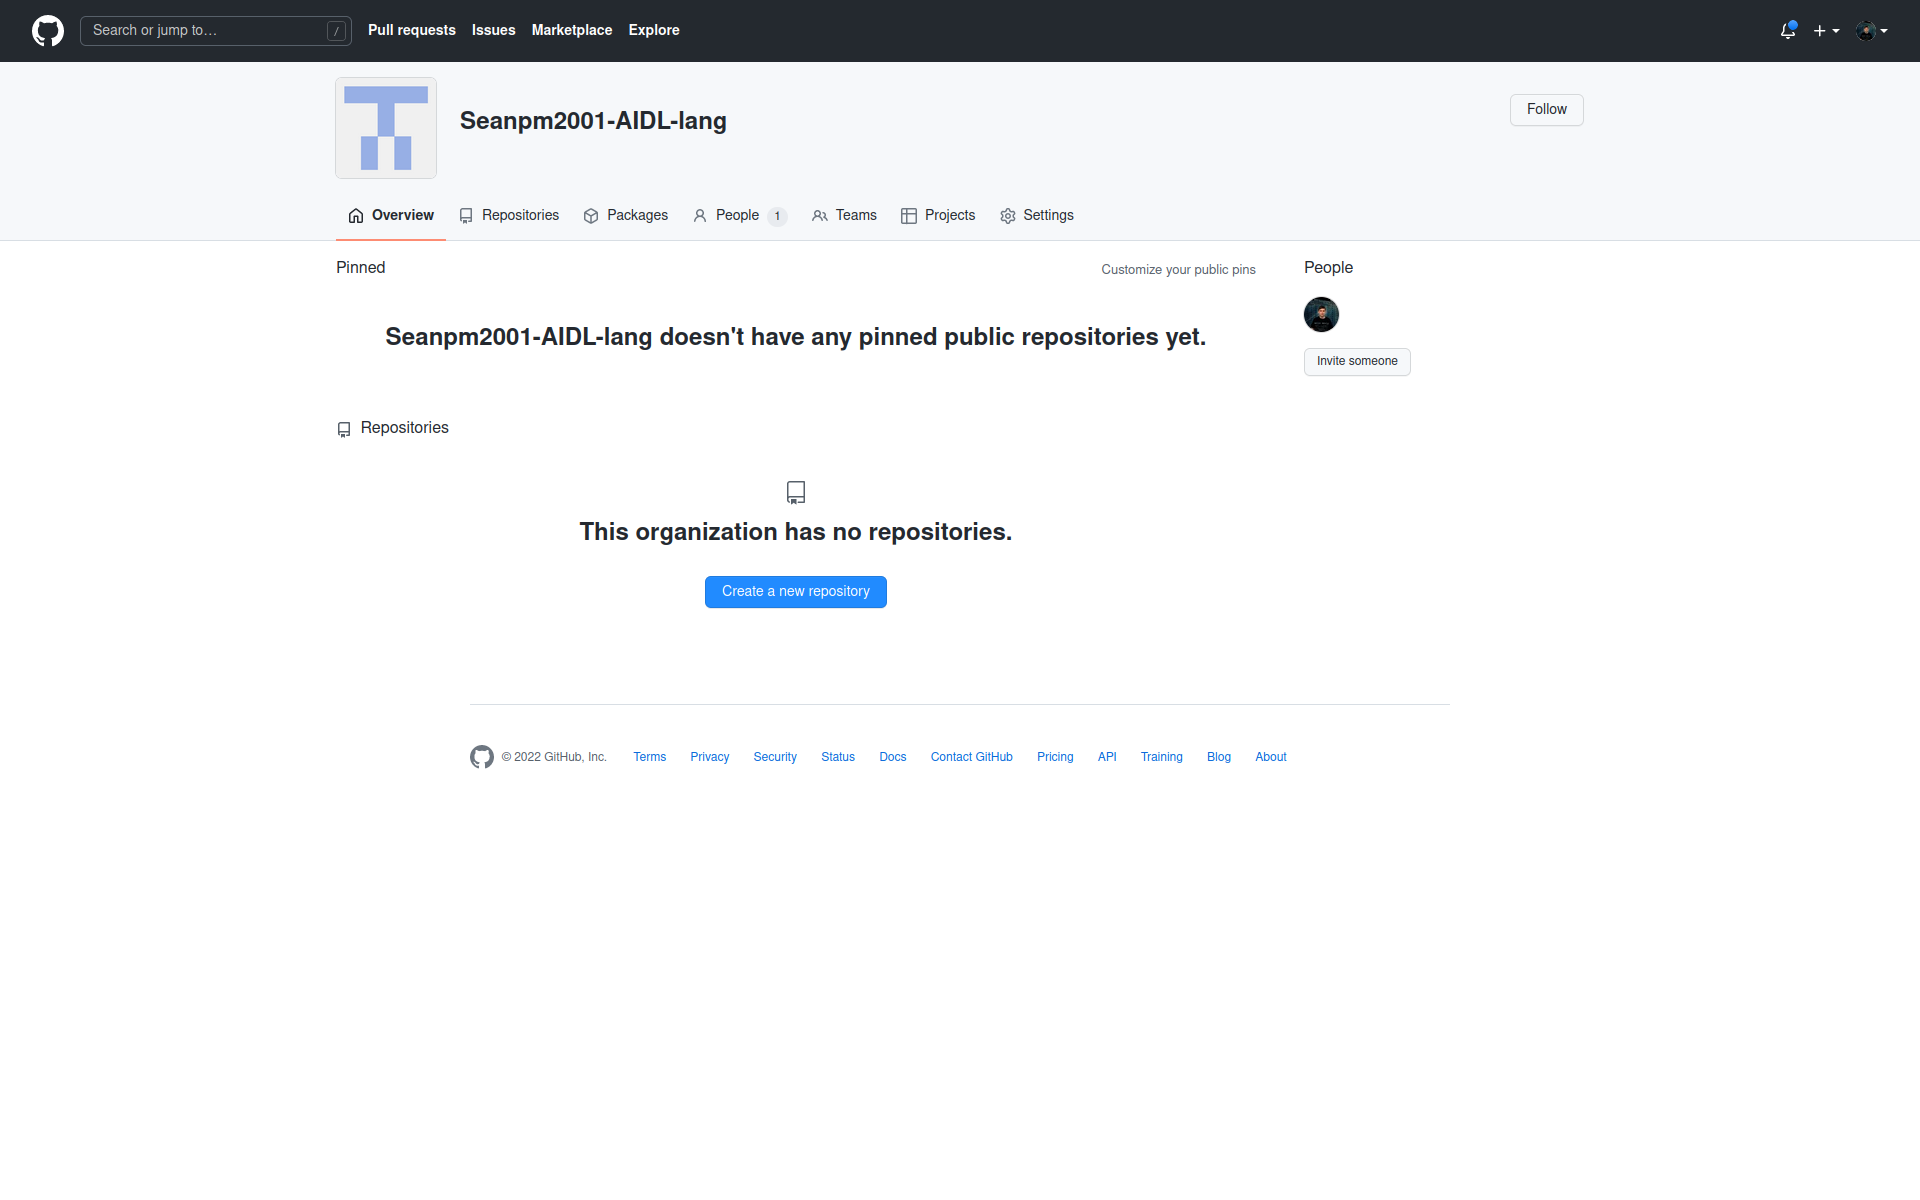 Search or jump to… /
Pull requests
Issues
Marketplace
Explore
Seanpm2001-AIDL-lang
Follow
Overview
Repositories
Packages
People 1
Teams
Projects
Settings
Pinned
Customize your public pins
Seanpm2001-AIDL-lang doesn't have any pinned public repositories yet.
People
Invite someone
Repositories
This organization has no repositories.
Create a new repository
© 2022 GitHub, Inc.
Terms
Privacy
Security
Status
Docs
Contact GitHub
Pricing
API
Training
Blog
About